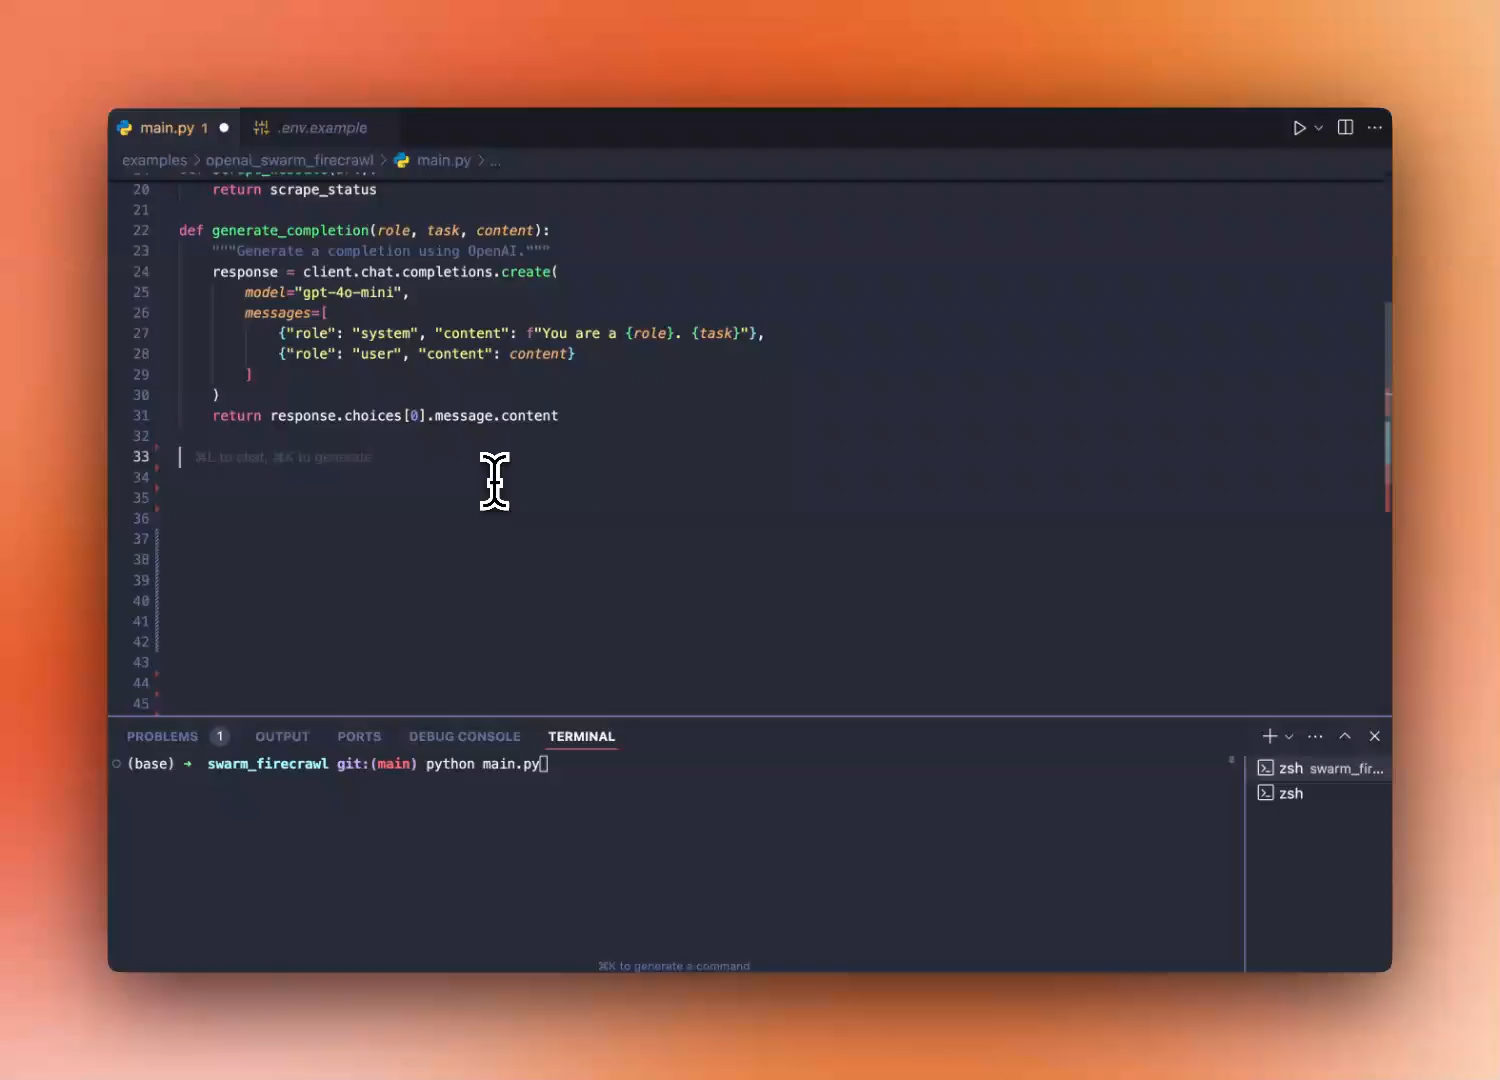 main.py 1
.env.example
examples > openai_swarm_firecrawl > main.py > ...
20 return scrape_status
21
22 def generate_completion(role, task, content):
23 """Generate a completion using OpenAI."""
24 response = client.chat.completions.create(
25 model="gpt-4o-mini",
26 messages=[
27 {"role": "system", "content": f"You are a {role}. {task}"},
28 {"role": "user", "content": content}
29 ]
30 )
31 return response.choices[0].message.content
32
33 ⌘L to chat, ⌘K to generate
34
35
36
37
38
39
40
41
42
43
44
45
PROBLEMS 1 OUTPUT PORTS DEBUG CONSOLE TERMINAL
(base) → swarm_firecrawl git:(main) python main.py
zsh swarm_fir...
zsh
⌘K to generate a command